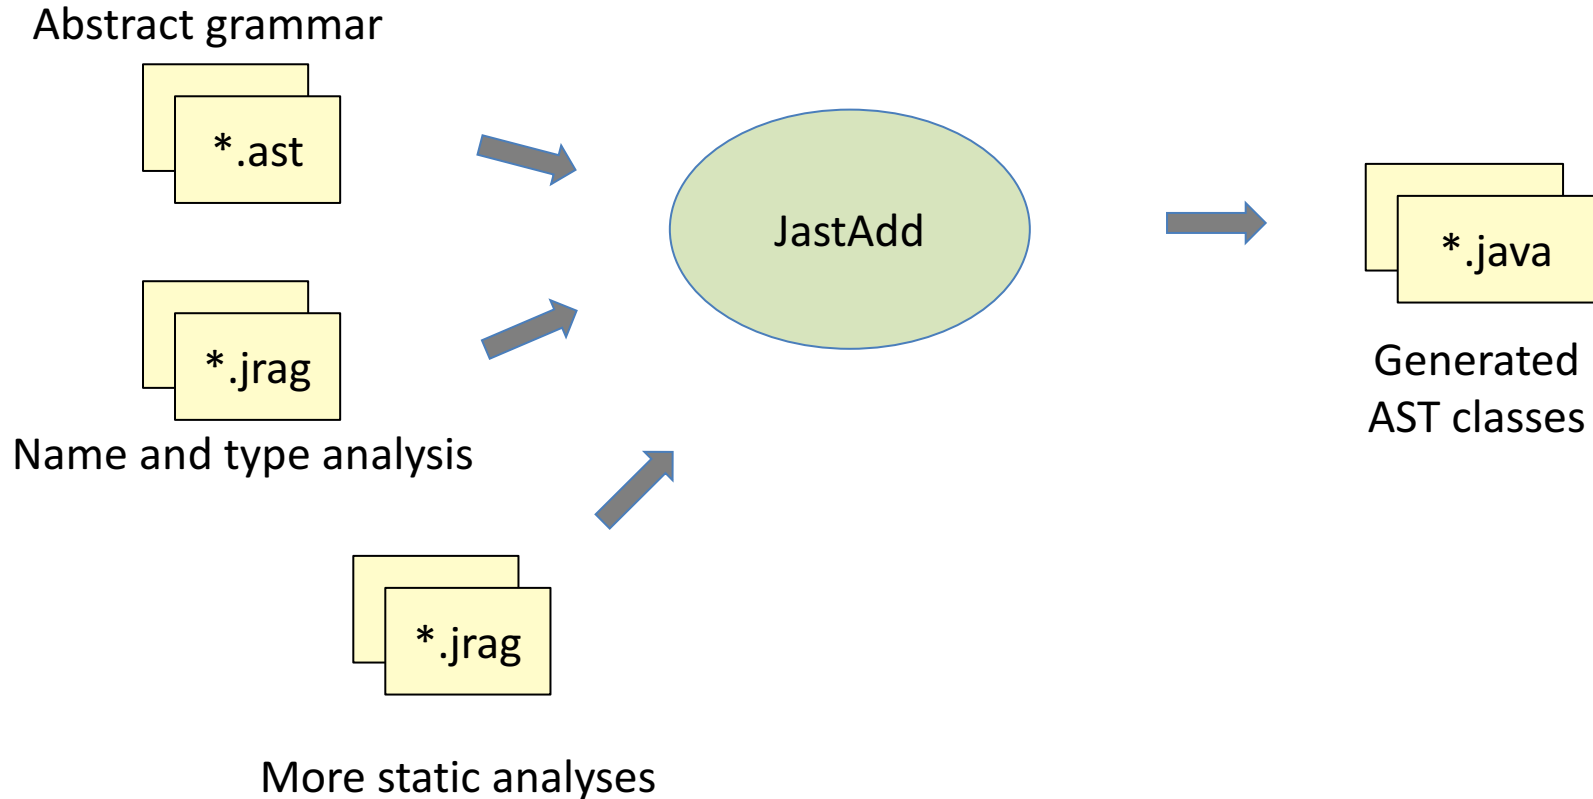 Abstract grammar
*.ast
JastAdd
*.java
Generated
AST classes
*.jrag
Name and type analysis
*.jrag
More static analyses